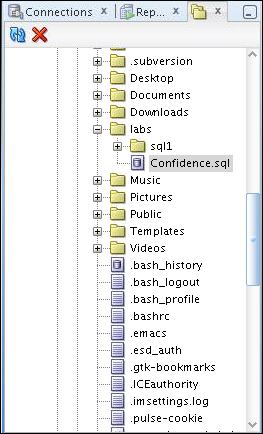 Connections
Rep...
.subversion
Desktop
Documents
Downloads
labs
sql1
Confidence.sql
Music
Pictures
Public
Templates
Videos
.bash_history
.bash_logout
.bash_profile
.bashrc
.emacs
.esd_auth
.gtk-bookmarks
.ICEauthority
.imsettings.log
.pulse-cookie